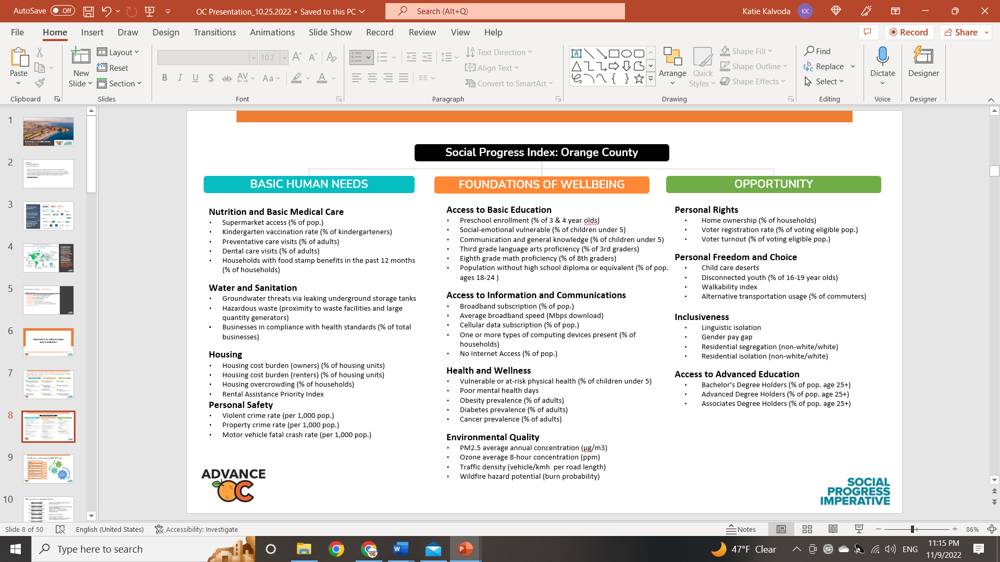 AutoSave Off OC Presentation_10.25.2022 • Saved to this PC Search (Alt+Q) Katie Kalvoda KK
File Home Insert Draw Design Transitions Animations Slide Show Record Review View Help Record Share
Paste
New Slide
Layout
Reset
Section
10.7
B I U S ab AV Aa A
Text Direction
Align Text
Convert to SmartArt
Arrange
Quick Styles
Shape Fill
Shape Outline
Shape Effects
Find
Replace
Select
Dictate
Designer
Clipboard Slides Font Paragraph Drawing Editing Voice Designer
1
2
3
4
5
6
Approach to Data Access
and Collection
7
8
9
10
Social Progress Index: Orange County
BASIC HUMAN NEEDS
Nutrition and Basic Medical Care
• Supermarket access (% of pop.)
• Kindergarten vaccination rate (% of kindergarteners)
• Preventative care visits (% of adults)
• Dental care visits (% of adults)
• Households with food stamp benefits in the past 12 months
(% of households)
Water and Sanitation
• Groundwater threats via leaking underground storage tanks
• Hazardous waste (proximity to waste facilities and large
quantity generators)
• Businesses in compliance with health standards (% of total
businesses)
Housing
• Housing cost burden (owners) (% of housing units)
• Housing cost burden (renters) (% of housing units)
• Housing overcrowding (% of households)
• Rental Assistance Priority Index
Personal Safety
• Violent crime rate (per 1,000 pop.)
• Property crime rate (per 1,000 pop.)
• Motor vehicle fatal crash rate (per 1,000 pop.)
FOUNDATIONS OF WELLBEING
Access to Basic Education
• Preschool enrollment (% of 3 & 4 year olds)
• Social-emotional vulnerable (% of children under 5)
• Communication and general knowledge (% of children under 5)
• Third grade language arts proficiency (% of 3rd graders)
• Eighth grade math proficiency (% of 8th graders)
• Population without high school diploma or equivalent (% of pop.
ages 18-24 )
Access to Information and Communications
• Broadband subscription (% of pop.)
• Average broadband speed (Mbps download)
• Cellular data subscription (% of pop.)
• One or more types of computing devices present (% of
households)
• No Internet Access (% of pop.)
Health and Wellness
• Vulnerable or at-risk physical health (% of children under 5)
• Poor mental health days
• Obesity prevalence (% of adults)
• Diabetes prevalence (% of adults)
• Cancer prevalence (% of adults)
Environmental Quality
• PM2.5 average annual concentration (µg/m3)
• Ozone average 8-hour concentration (ppm)
• Traffic density (vehicle/kmh per road length)
• Wildfire hazard potential (burn probability)
OPPORTUNITY
Personal Rights
• Home ownership (% of households)
• Voter registration rate (% of voting eligible pop.)
• Voter turnout (% of voting eligible pop.)
Personal Freedom and Choice
• Child care deserts
• Disconnected youth (% of 16-19 year olds)
• Walkability index
• Alternative transportation usage (% of commuters)
Inclusiveness
• Linguistic isolation
• Gender pay gap
• Residential segregation (non-white/white)
• Residential isolation (non-white/white)
Access to Advanced Education
• Bachelor’s Degree Holders (% of pop. age 25+)
• Advanced Degree Holders (% of pop. age 25+)
• Associates Degree Holders (% of pop. age 25+)
ADVANCE
OC
SOCIAL
PROGRESS
IMPERATIVE
Slide 8 of 50 English (United States) Accessibility: Investigate Notes 86%
Type here to search 47°F Clear ENG 11:15 PM
11/9/2022